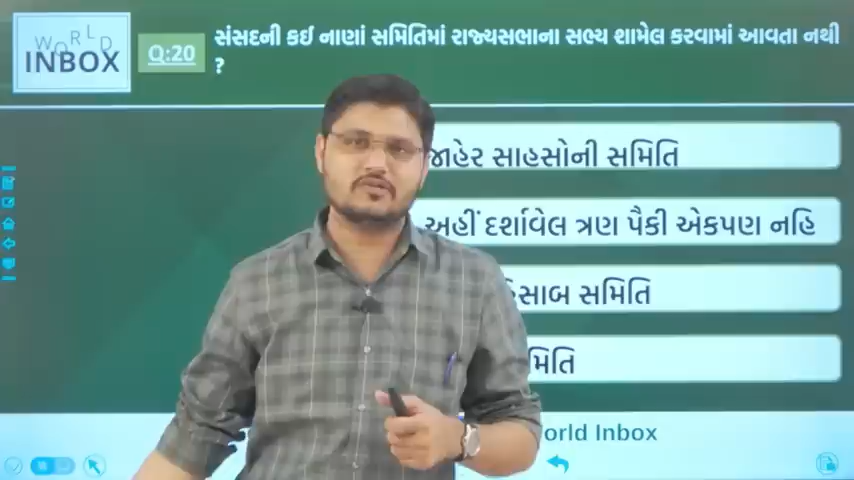 WORLD
INBOX
Q:20
સંસદની કઈ નાણાં સમિતિમાં રાજ્યસભાના સભ્ય શામેલ કરવામાં આવતા નથી
?
જાહેર સાહસોની સમિતિ
અહીં દર્શાવેલ ત્રણ પૈકી એકપણ નહિ
સમિતિ
World Inbox